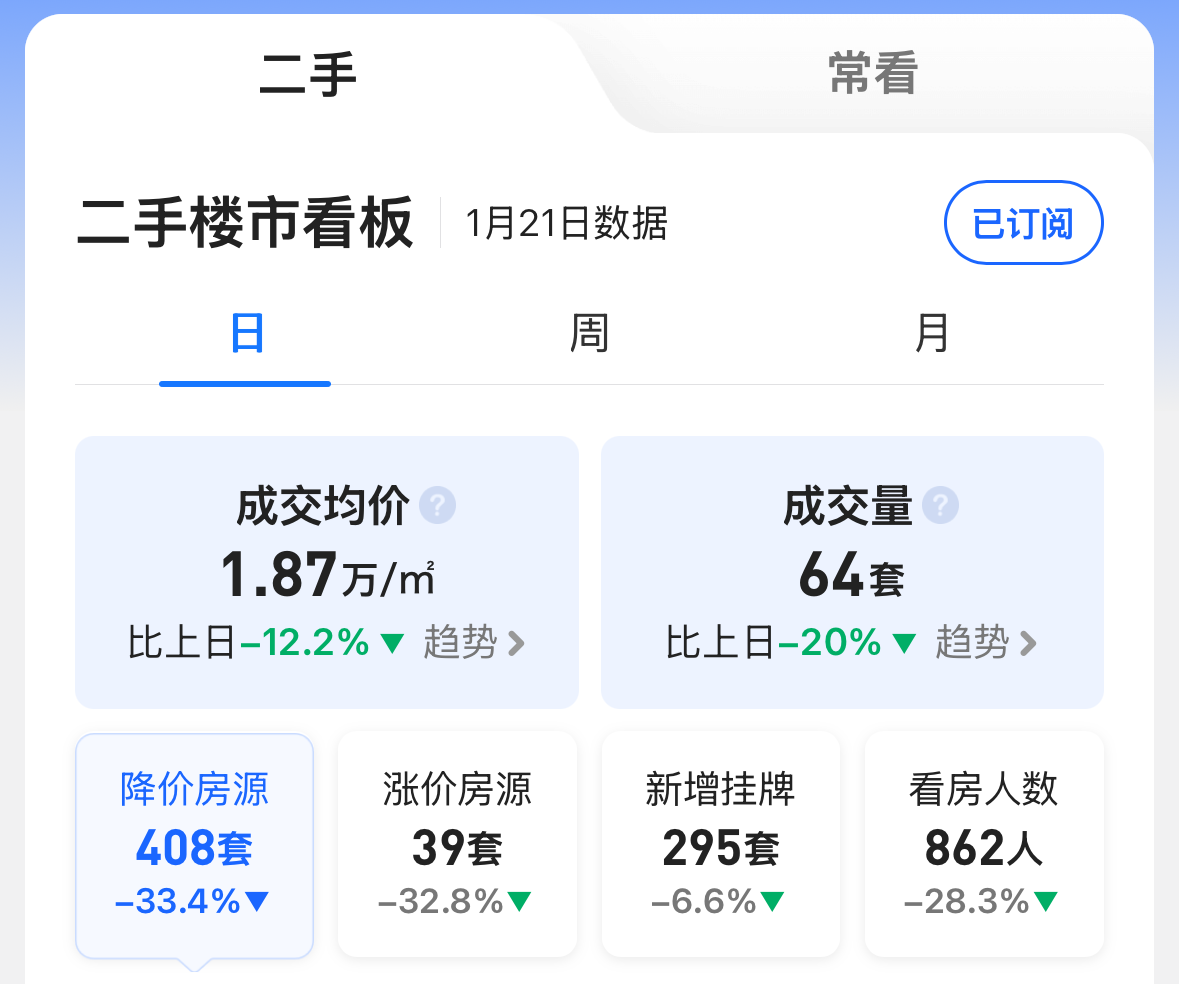 二手
常看
二手楼市看板
1月21日数据
已订阅
日
周
月
成交均价 ?
1.87万/㎡
比上日-12.2%▼ 趋势 >
成交量 ?
64套
比上日-20%▼ 趋势 >
降价房源
408套
-33.4%▼
涨价房源
39套
-32.8%▼
新增挂牌
295套
-6.6%▼
看房人数
862人
-28.3%▼